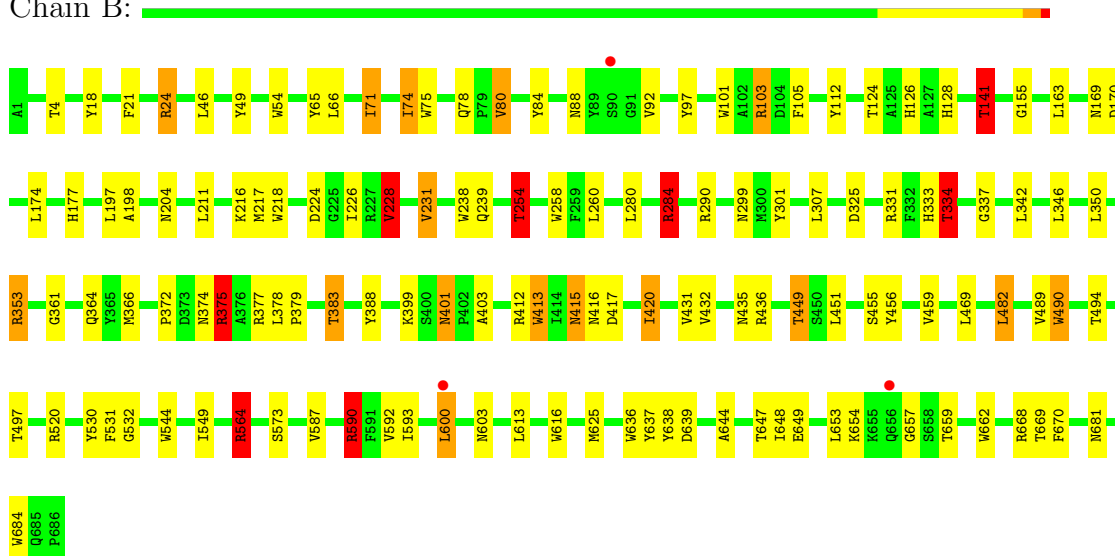 Chain B:
A1 T4 Y18 F21 R24 L46 Y49 W54 Y65 L66 I71 I74 W75 Q78 P79 V80 Y84 N88 Y89 S90 G91 V92 Y97 W101 A102 R103 D104 F105 Y112 T124 A125 H126 A127 H128 T141 G155 L163 N169 D170
L174 H177 L197 A198 N204 L211 K216 M217 W218 D224 G225 I226 R227 V228 V231 W238 Q239 T254 W258 F259 L260 L280 R284 R290 N299 M300 Y301 L307 D325 R331 F332 H333 T334 G337 L342 L346 L350
R353 G361 Q364 Y365 M366 P372 D373 N374 R375 A376 R377 L378 P379 T383 Y388 K399 S400 N401 P402 A403 R412 W413 I414 N415 N416 D417 I420 V431 V432 N435 R436 T449 S450 L451 S455 Y456 V459 L469 L482 V489 W490 T494
T497 R520 Y530 F531 G532 W544 I549 R564 S573 V587 R590 F591 V592 I593 L600 N603 L613 W616 M625 W636 Y637 Y638 D639 A644 T647 I648 E649 L653 K654 K655 Q656 G657 S658 T659 W662 R668 T669 F670 N681
W684 Q685 P686